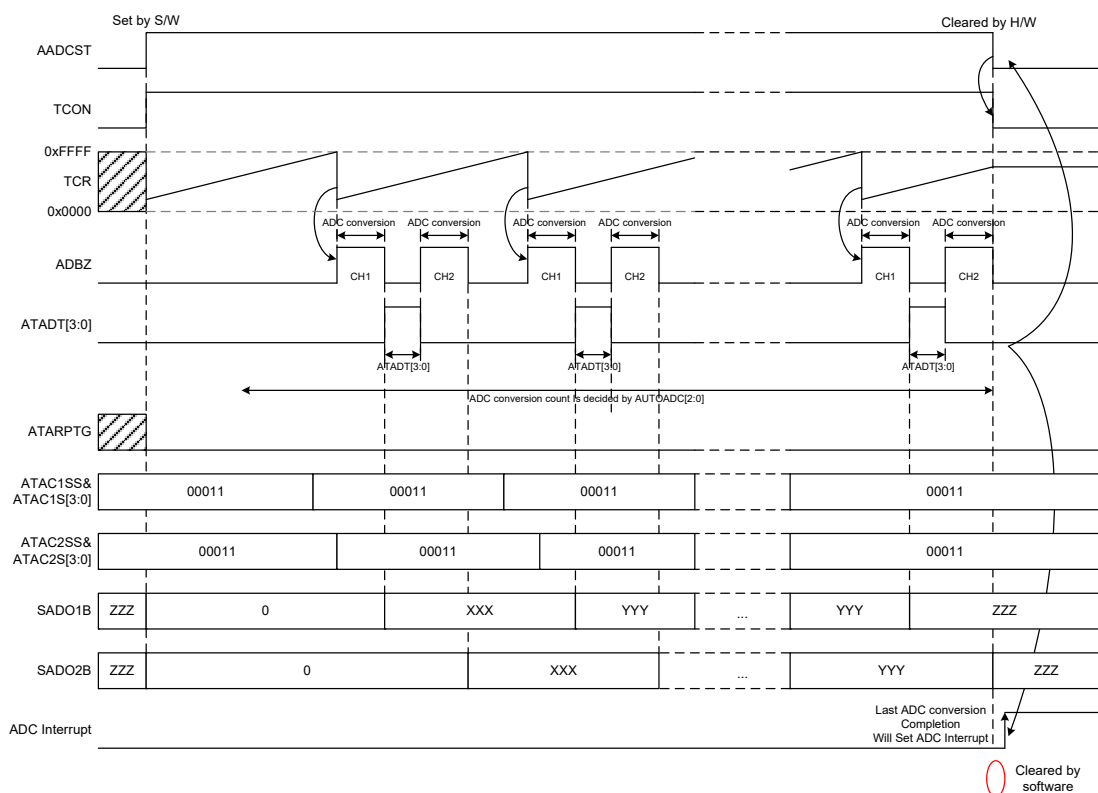 Set by S/W
Cleared by H/W
AADCST
TCON
0xFFFF
TCR
0x0000
ADC conversion
ADC conversion
ADC conversion
ADC conversion
ADC conversion
ADC conversion
ADBZ
CH1
CH2
CH1
CH2
CH1
CH2
ATADT[3:0]
ATADT[3:0]
ATADT[3:0]
ATADT[3:0]
ADC conversion count is decided by AUTOADC[2:0]
ATARPTG
ATAC1SS&
ATAC1S[3:0]
00011
00011
00011
00011
ATAC2SS&
ATAC2S[3:0]
00011
00011
00011
00011
SADO1B
ZZZ
0
XXX
YYY
...
YYY
ZZZ
SADO2B
ZZZ
0
XXX
...
YYY
ZZZ
ADC Interrupt
Last ADC conversion
Completion
Will Set ADC Interrupt
Cleared by
software